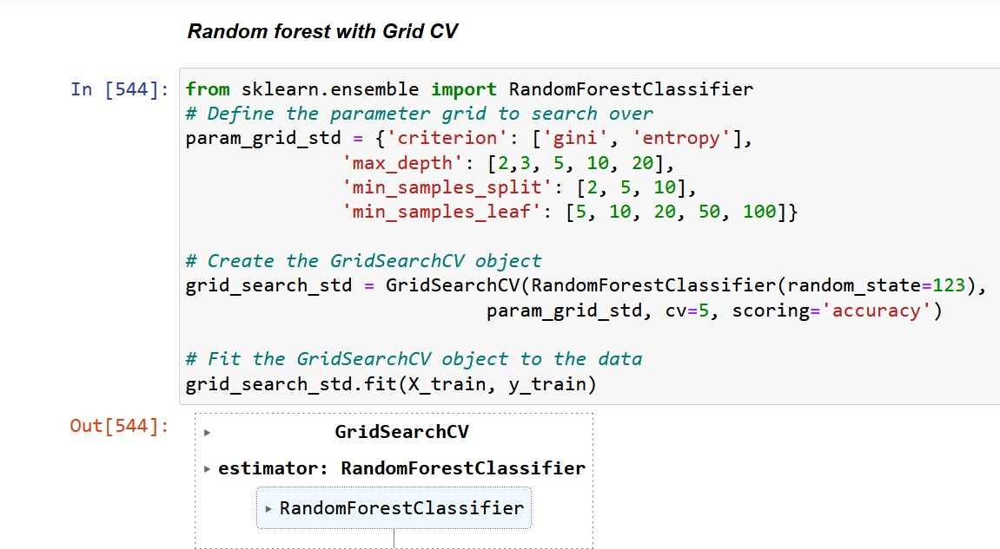 Random forest with Grid CV
In [544]:
from sklearn.ensemble import RandomForestClassifier
# Define the parameter grid to search over
param_grid_std = {'criterion': ['gini', 'entropy'],
'max_depth': [2,3, 5, 10, 20],
'min_samples_split': [2, 5, 10],
'min_samples_leaf': [5, 10, 20, 50, 100]}
# Create the GridSearchCV object
grid_search_std = GridSearchCV(RandomForestClassifier(random_state=123),
param_grid_std, cv=5, scoring='accuracy')
# Fit the GridSearchCV object to the data
grid_search_std.fit(X_train, y_train)
Out[544]:
GridSearchCV
estimator: RandomForestClassifier
RandomForestClassifier